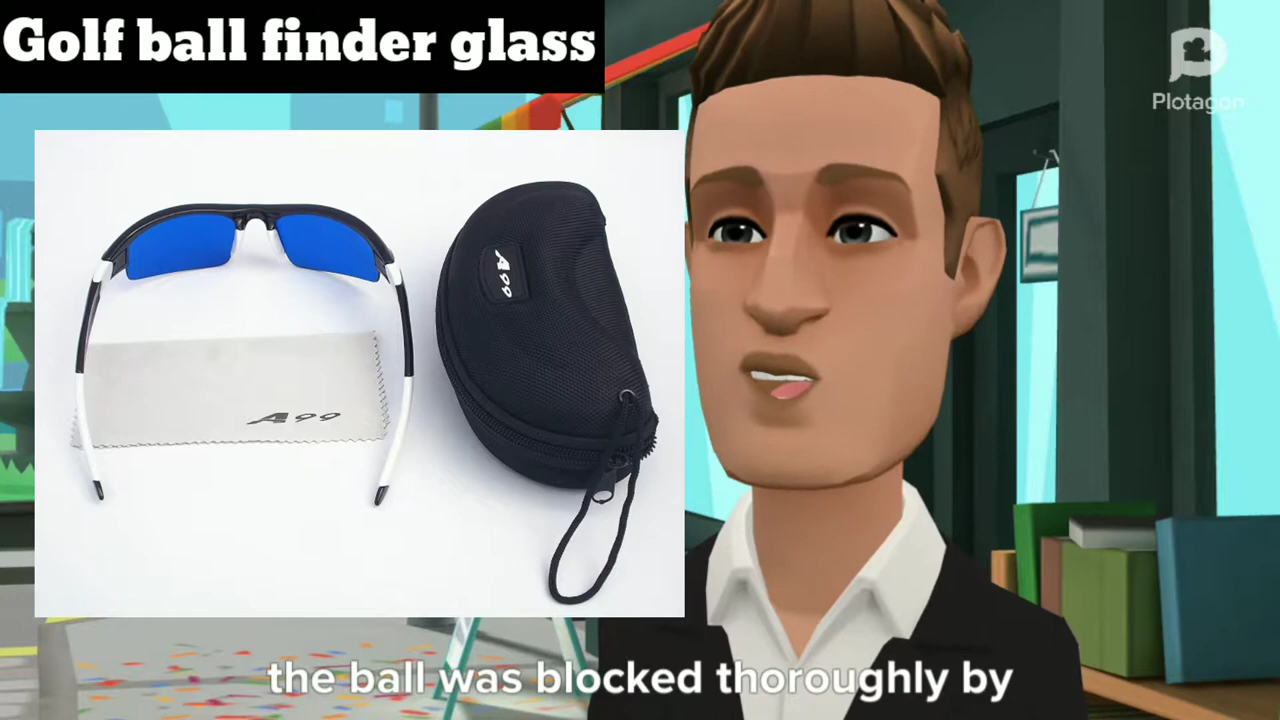 Golf ball finder glass
Plotagon
A99
A99
the ball was blocked thoroughly by